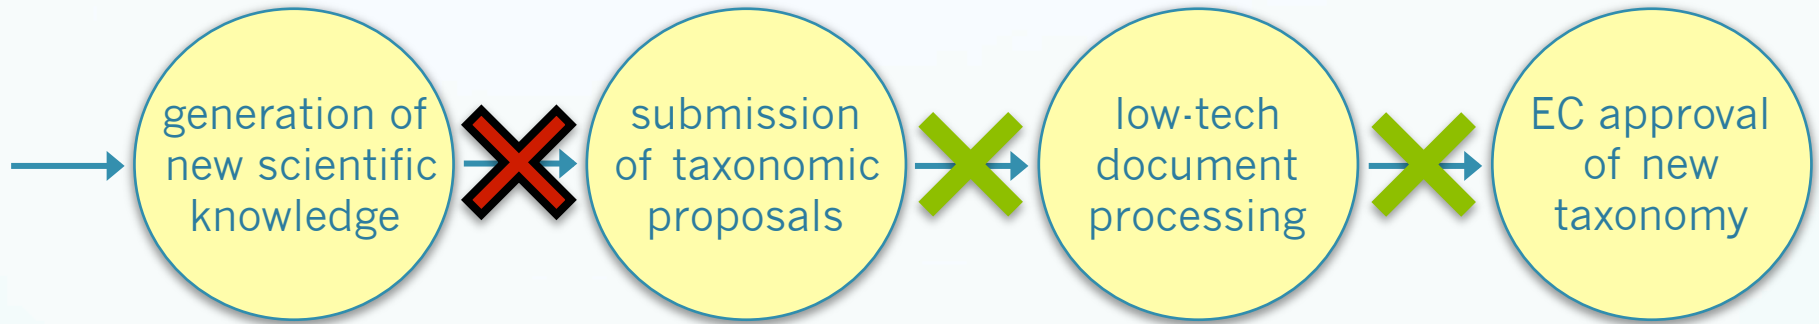 generation of
new scientific
knowledge
submission
of taxonomic
proposals
low-tech
document
processing
EC approval
of new
taxonomy